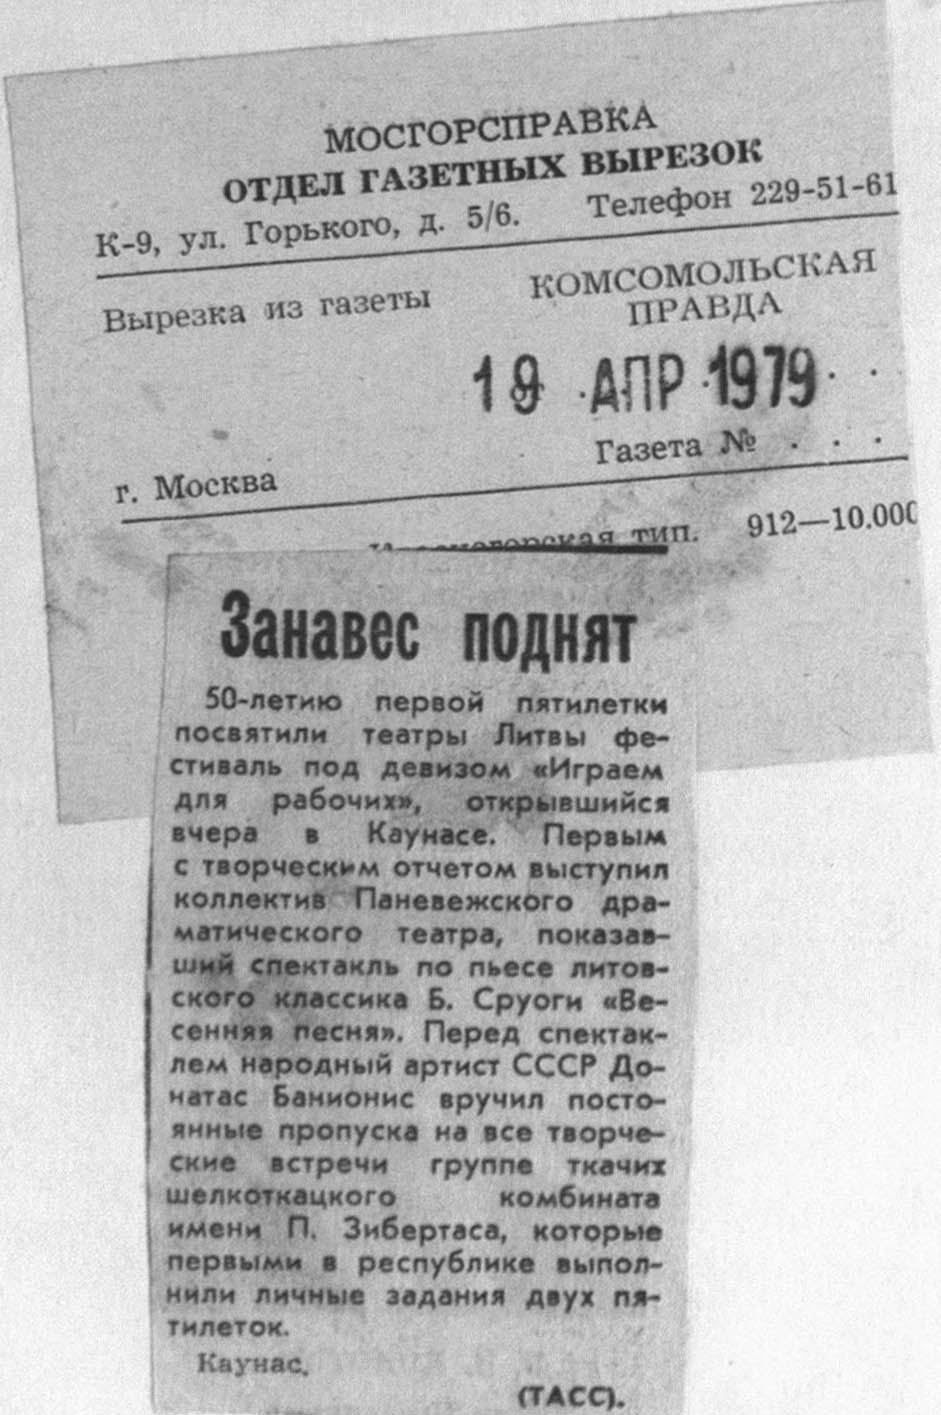 МОСГОРСПРАВКА
ОТДЕЛ ГАЗЕТНЫХ ВЫРЕЗОК
К-9, ул. Горького, д. 5/6. Телефон 229-51-61
Вырезка из газеты
КОМСОМОЛЬСКАЯ
ПРАВДА
19 АПР 1979
Газета №
г. Москва
тип. 912—10.000
Занавес поднят
50-летию первой пятилетки
посвятили театры Литвы фе-
стиваль под девизом «Играем
для рабочих», открывшийся
вчера в Каунасе. Первым
с творческим отчетом выступил
коллектив Паневежского дра-
матического театра, показав-
ший спектакль по пьесе литов-
ского классика Б. Сруоги «Ве-
сенняя песня». Перед спектак-
лем народный артист СССР До-
натас Банионис вручил посто-
янные пропуска на все творче-
ские встречи группе ткачих
шелкоткацкого комбината
имени П. Зибертаса, которые
первыми в республике выпол-
нили личные задания двух пя-
тилеток.
Каунас.
(ТАСС).